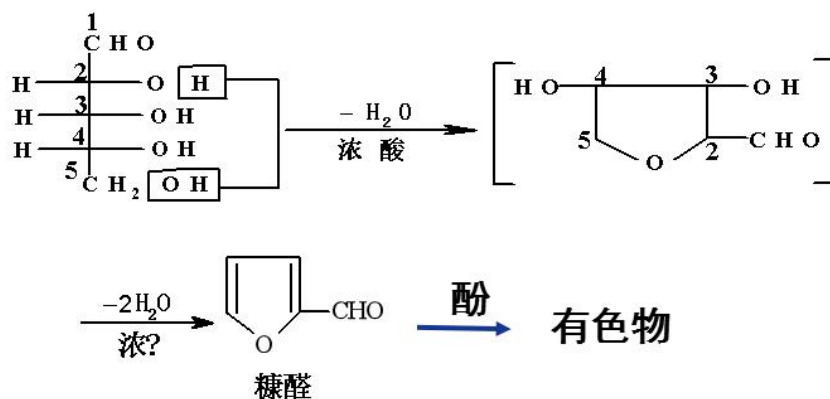 1
CHO
2
H O H
3
H OH
4
H OH
5
CH₂ OH
－H₂O
浓 酸
4 3
HO OH
5 2
O CHO
－2H₂O
浓?
CHO
O
糠醛
酚
有色物